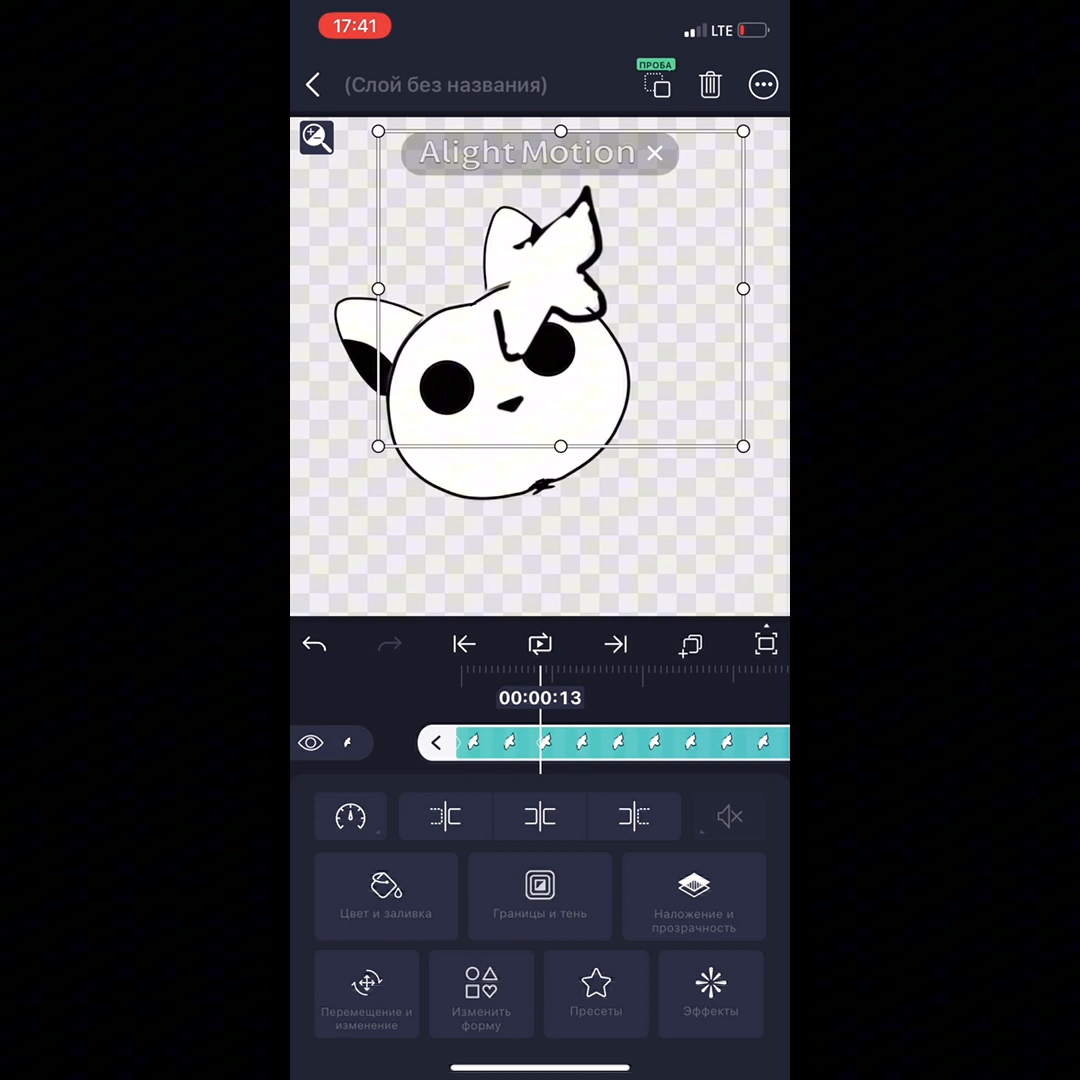 17:41
LTE
(Слой без названия)
ПРОБА
Alight Motion
00:00:13
Цвет и заливка
Границы и тень
Наложение и
прозрачность
Перемещение и
изменение
Изменить
форму
Пресеты
Эффекты